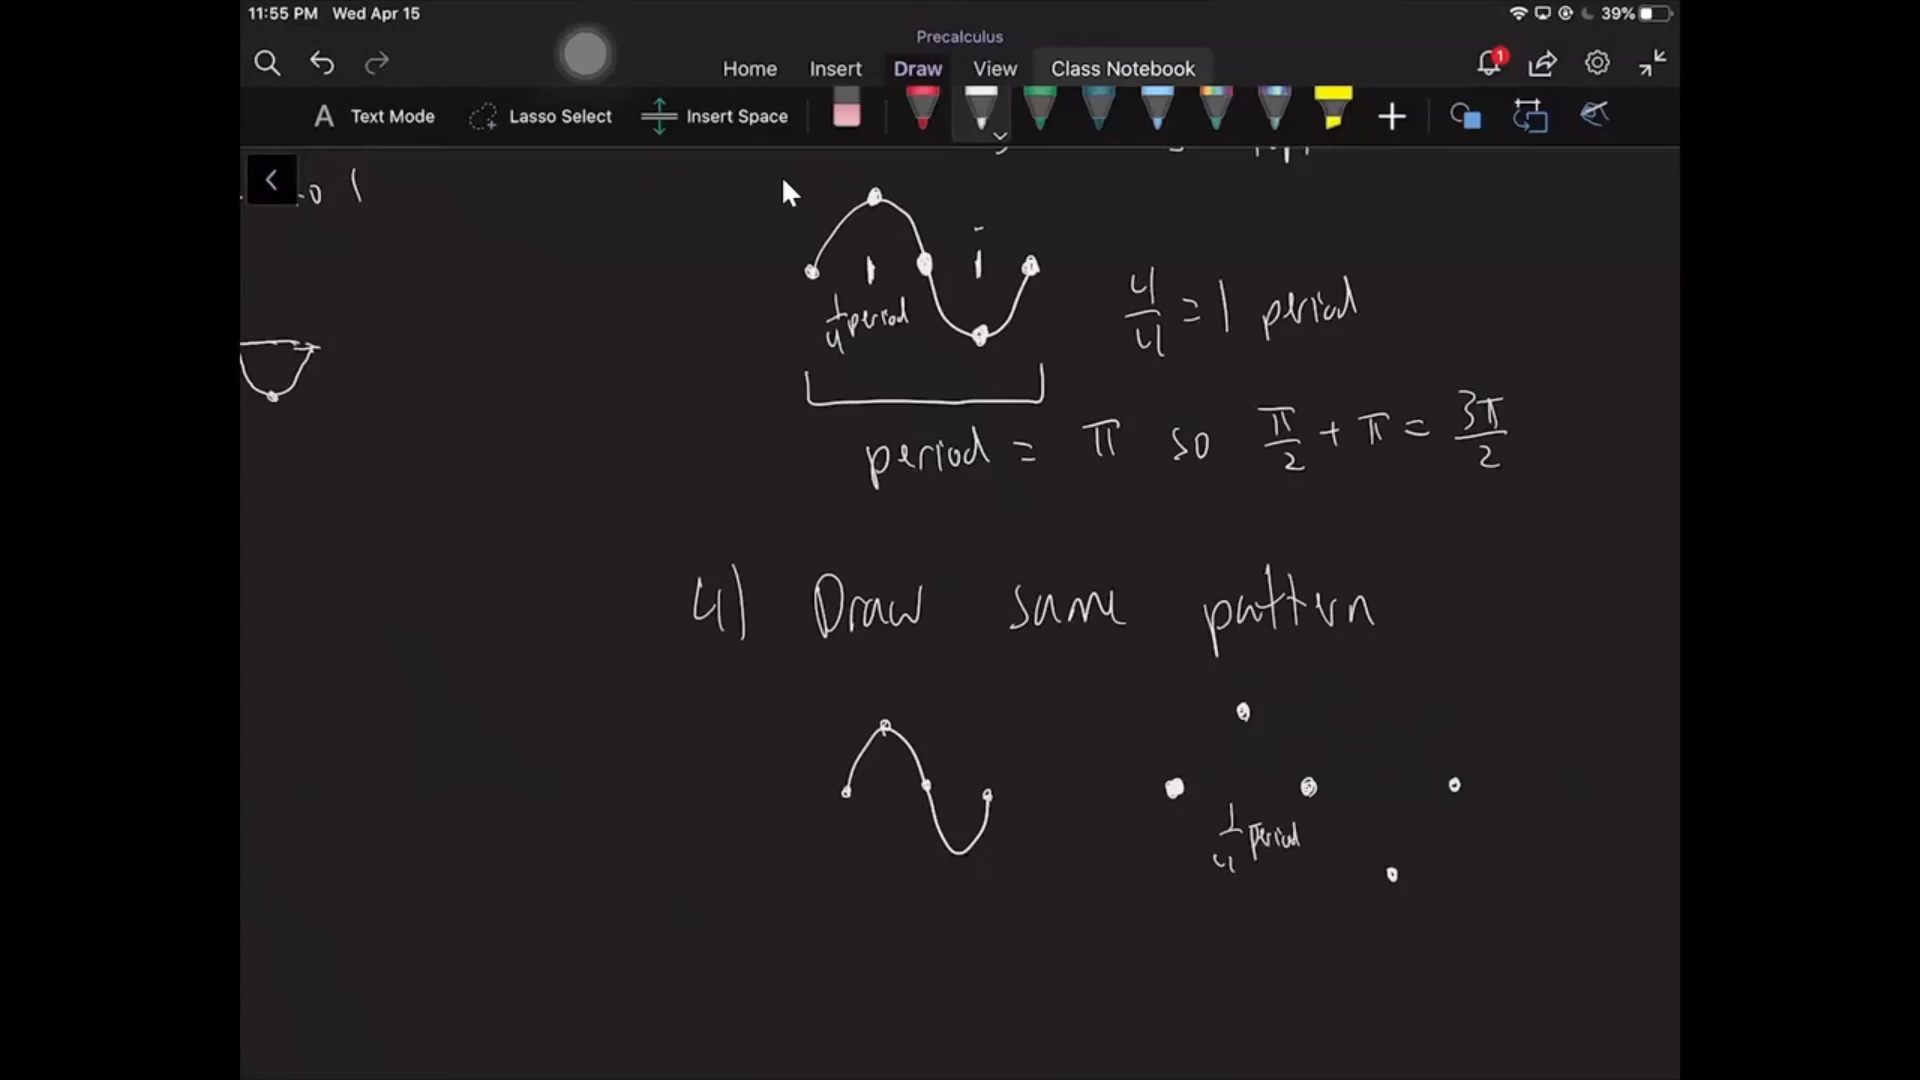 11:55 PM Wed Apr 15
39%
Precalculus
Home Insert Draw View Class Notebook
1
A Text Mode Lasso Select Insert Space
1/4 period
4/4 = 1 period
period = π so π/2 + π = 3π/2
4) Draw same pattern
1/4 period